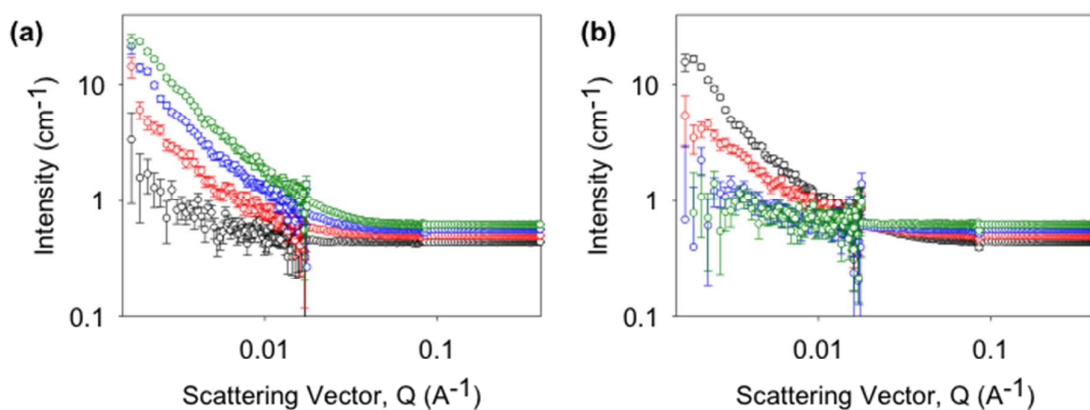 (a)
Intensity (cm⁻¹)
10
1
0.1
0.01
0.1
Scattering Vector, Q (A⁻¹)
(b)
Intensity (cm⁻¹)
10
1
0.1
0.01
0.1
Scattering Vector, Q (A⁻¹)